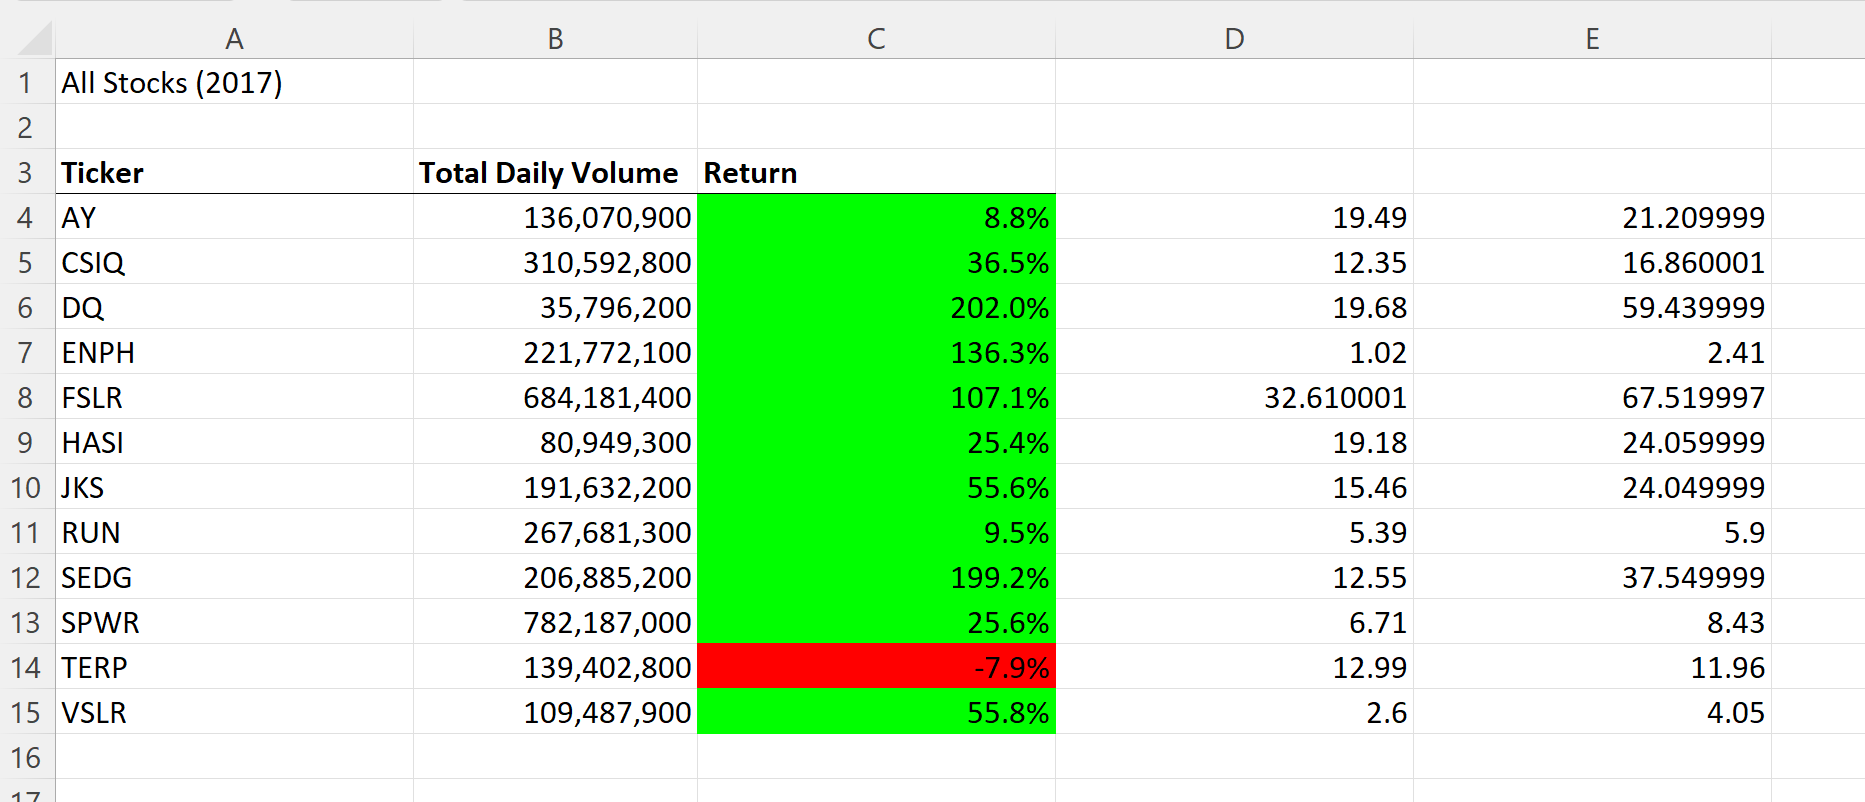 A B C D E
1 All Stocks (2017)
2
3 Ticker Total Daily Volume Return
4 AY 136,070,900 8.8% 19.49 21.209999
5 CSIQ 310,592,800 36.5% 12.35 16.860001
6 DQ 35,796,200 202.0% 19.68 59.439999
7 ENPH 221,772,100 136.3% 1.02 2.41
8 FSLR 684,181,400 107.1% 32.610001 67.519997
9 HASI 80,949,300 25.4% 19.18 24.059999
10 JKS 191,632,200 55.6% 15.46 24.049999
11 RUN 267,681,300 9.5% 5.39 5.9
12 SEDG 206,885,200 199.2% 12.55 37.549999
13 SPWR 782,187,000 25.6% 6.71 8.43
14 TERP 139,402,800 -7.9% 12.99 11.96
15 VSLR 109,487,900 55.8% 2.6 4.05
16
17